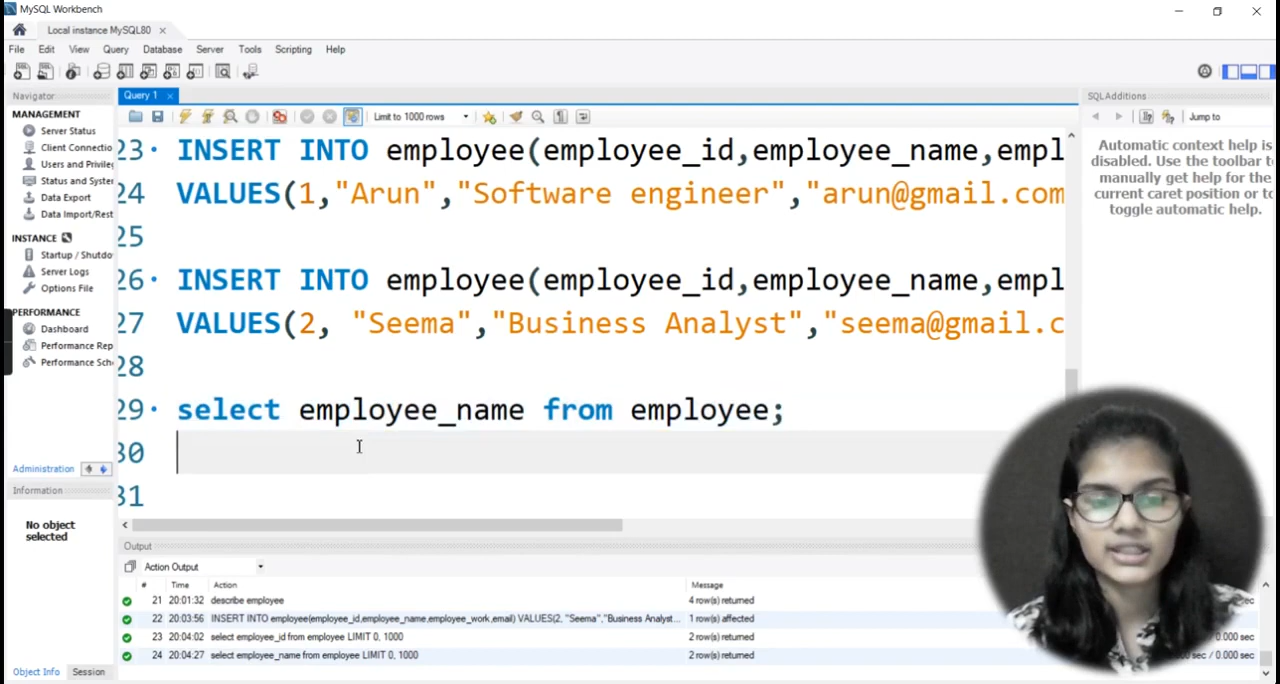 MySQL Workbench
Local instance MySQL80
File Edit View Query Database Server Tools Scripting Help
Navigator
MANAGEMENT
Server Status
Client Connectio
Users and Privileg
Status and Syster
Data Export
Data Import/Rest
INSTANCE
Startup / Shutdo
Server Logs
Options File
PERFORMANCE
Dashboard
Performance Rep
Performance Sch
Administration
Information
No object
selected
Object Info Session
Query 1
Limit to 1000 rows
23 INSERT INTO employee(employee_id,employee_name,empl
24 VALUES(1,"Arun","Software engineer","arun@gmail.com
25
26 INSERT INTO employee(employee_id,employee_name,empl
27 VALUES(2, "Seema","Business Analyst","seema@gmail.c
28
29 select employee_name from employee;
30
31
Output
Action Output
# Time Action Message
21 20:01:32 describe employee 4 row(s) returned
22 20:03:56 INSERT INTO employee(employee_id,employee_name,employee_work,email) VALUES(2, "Seema","Business Analyst... 1 row(s) affected
23 20:04:02 select employee_id from employee LIMIT 0, 1000 2 row(s) returned 0.000 sec
24 20:04:27 select employee_name from employee LIMIT 0, 1000 2 row(s) returned sec / 0.000 sec
SQLAdditions
Jump to
Automatic context help is
disabled. Use the toolbar to
manually get help for the
current caret position or to
toggle automatic help.